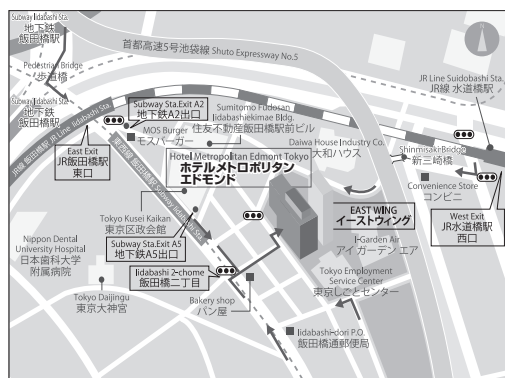 Subway Iidabashi Sta.
地下鉄
飯田橋駅
首都高速5号池袋線 Shuto Expressway No.5
Pedestrian Bridge
歩道橋
JR Line Suidobashi Sta.
JR線 水道橋駅
Subway Iidabashi Sta.
地下鉄
飯田橋駅
Subway Sta.Exit A2
地下鉄A2出口
JR線 飯田橋駅 JR Line Iidabashi Sta.
MOS Burger
モスバーガー
Sumitomo Fudosan
Iidabashiekimae Bldg.
住友不動産飯田橋駅前ビル
Daiwa House Industry Co.
大和ハウス
Shinmisaki Bridge
新三崎橋
East Exit
JR飯田橋駅
東口
Hotel Metropolitan Edmont Tokyo
ホテルメトロポリタン
エドモンド
Convenience Store
コンビニ
West Exit
JR水道橋駅
西口
EAST WING
イーストウィング
Tokyo Kusei Kaikan
東京区政会館
I-Garden Air
アイ ガーデン エア
Subway Sta.Exit A5
地下鉄A5出口
Nippon Dental
University Hospital
日本歯科大学
附属病院
Iidabashi 2-chome
飯田橋二丁目
Tokyo Employment
Service Center
東京しごとセンター
Tokyo Daijingu
東京大神宮
Bakery shop
パン屋
Iidabashi-dori P.O.
飯田橋通郵便局